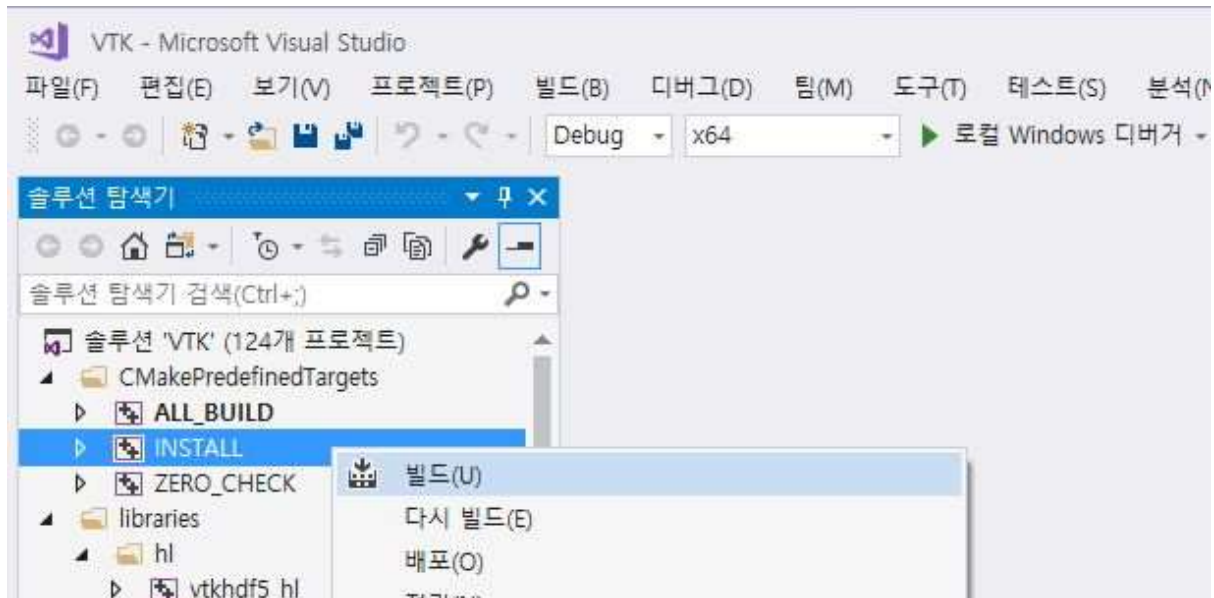 VTK - Microsoft Visual Studio
파일(F) 편집(E) 보기(V) 프로젝트(P) 빌드(B) 디버그(D) 팀(M) 도구(T) 테스트(S) 분석(N
Debug x64 로컬 Windows 디버거
솔루션 탐색기
솔루션 탐색기 검색(Ctrl+;)
솔루션 'VTK' (124개 프로젝트)
CMakePredefinedTargets
ALL_BUILD
INSTALL
빌드(U)
ZERO_CHECK
다시 빌드(E)
libraries
배포(O)
hl
vtkhdf5_hl